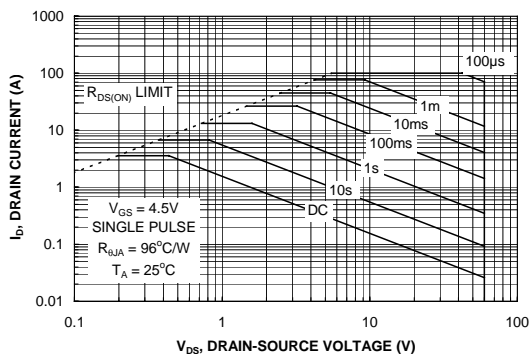 1000
100
10
1
0.1
0.01
I_D, DRAIN CURRENT (A)
R_DS(ON) LIMIT
100µs
1m
10ms
100ms
1s
10s
DC
V_GS = 4.5V
SINGLE PULSE
R_θJA = 96°C/W
T_A = 25°C
0.1 1 10 100
V_DS, DRAIN-SOURCE VOLTAGE (V)